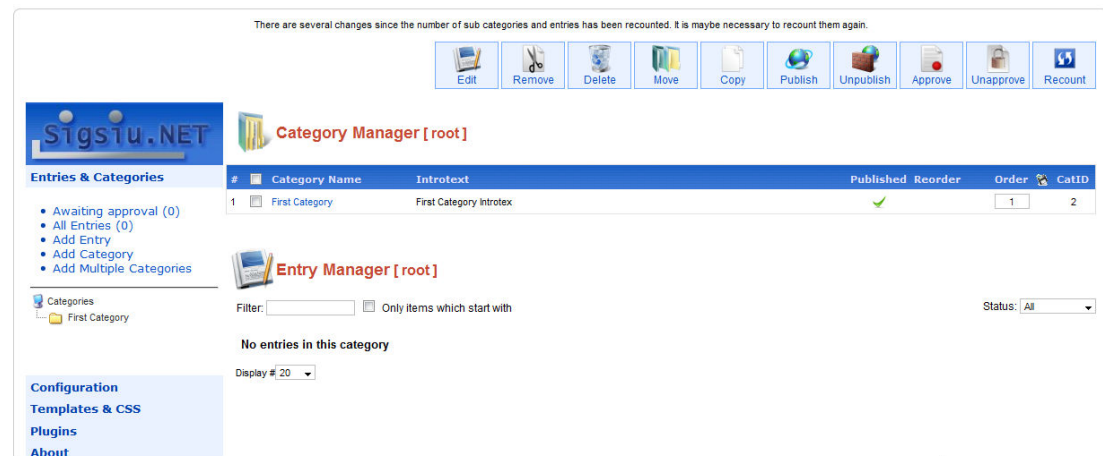 There are several changes since the number of sub categories and entries has been recounted. It is maybe necessary to recount them again.
Edit Remove Delete Move Copy Publish Unpublish Approve Unapprove Recount
Sigsiu.NET
Category Manager [ root ]
Entries & Categories
# Category Name Introtext Published Reorder Order CatID
1 First Category First Category Introtex 1 2
Awaiting approval (0)
All Entries (0)
Add Entry
Add Category
Add Multiple Categories
Categories
First Category
Entry Manager [ root ]
Filter: Only items which start with Status: All
No entries in this category
Display # 20
Configuration
Templates & CSS
Plugins
About